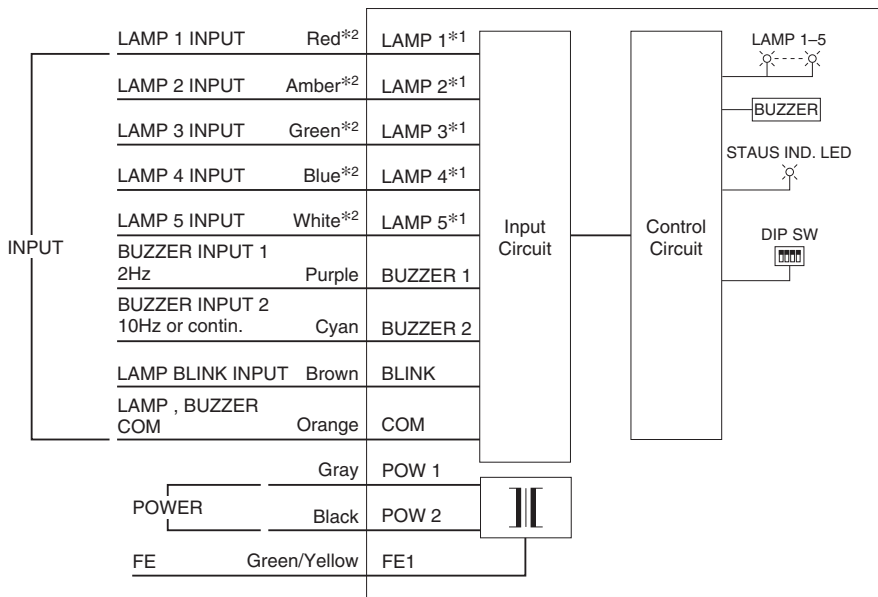 LAMP 1 INPUT Red*2 LAMP 1*1
LAMP 2 INPUT Amber*2 LAMP 2*1
LAMP 3 INPUT Green*2 LAMP 3*1
LAMP 4 INPUT Blue*2 LAMP 4*1
LAMP 5 INPUT White*2 LAMP 5*1
INPUT
BUZZER INPUT 1
2Hz Purple BUZZER 1
BUZZER INPUT 2
10Hz or contin. Cyan BUZZER 2
LAMP BLINK INPUT Brown BLINK
LAMP , BUZZER
COM Orange COM
Gray POW 1
POWER
Black POW 2
FE Green/Yellow FE1
Input
Circuit
Control
Circuit
LAMP 1–5
BUZZER
STAUS IND. LED
DIP SW